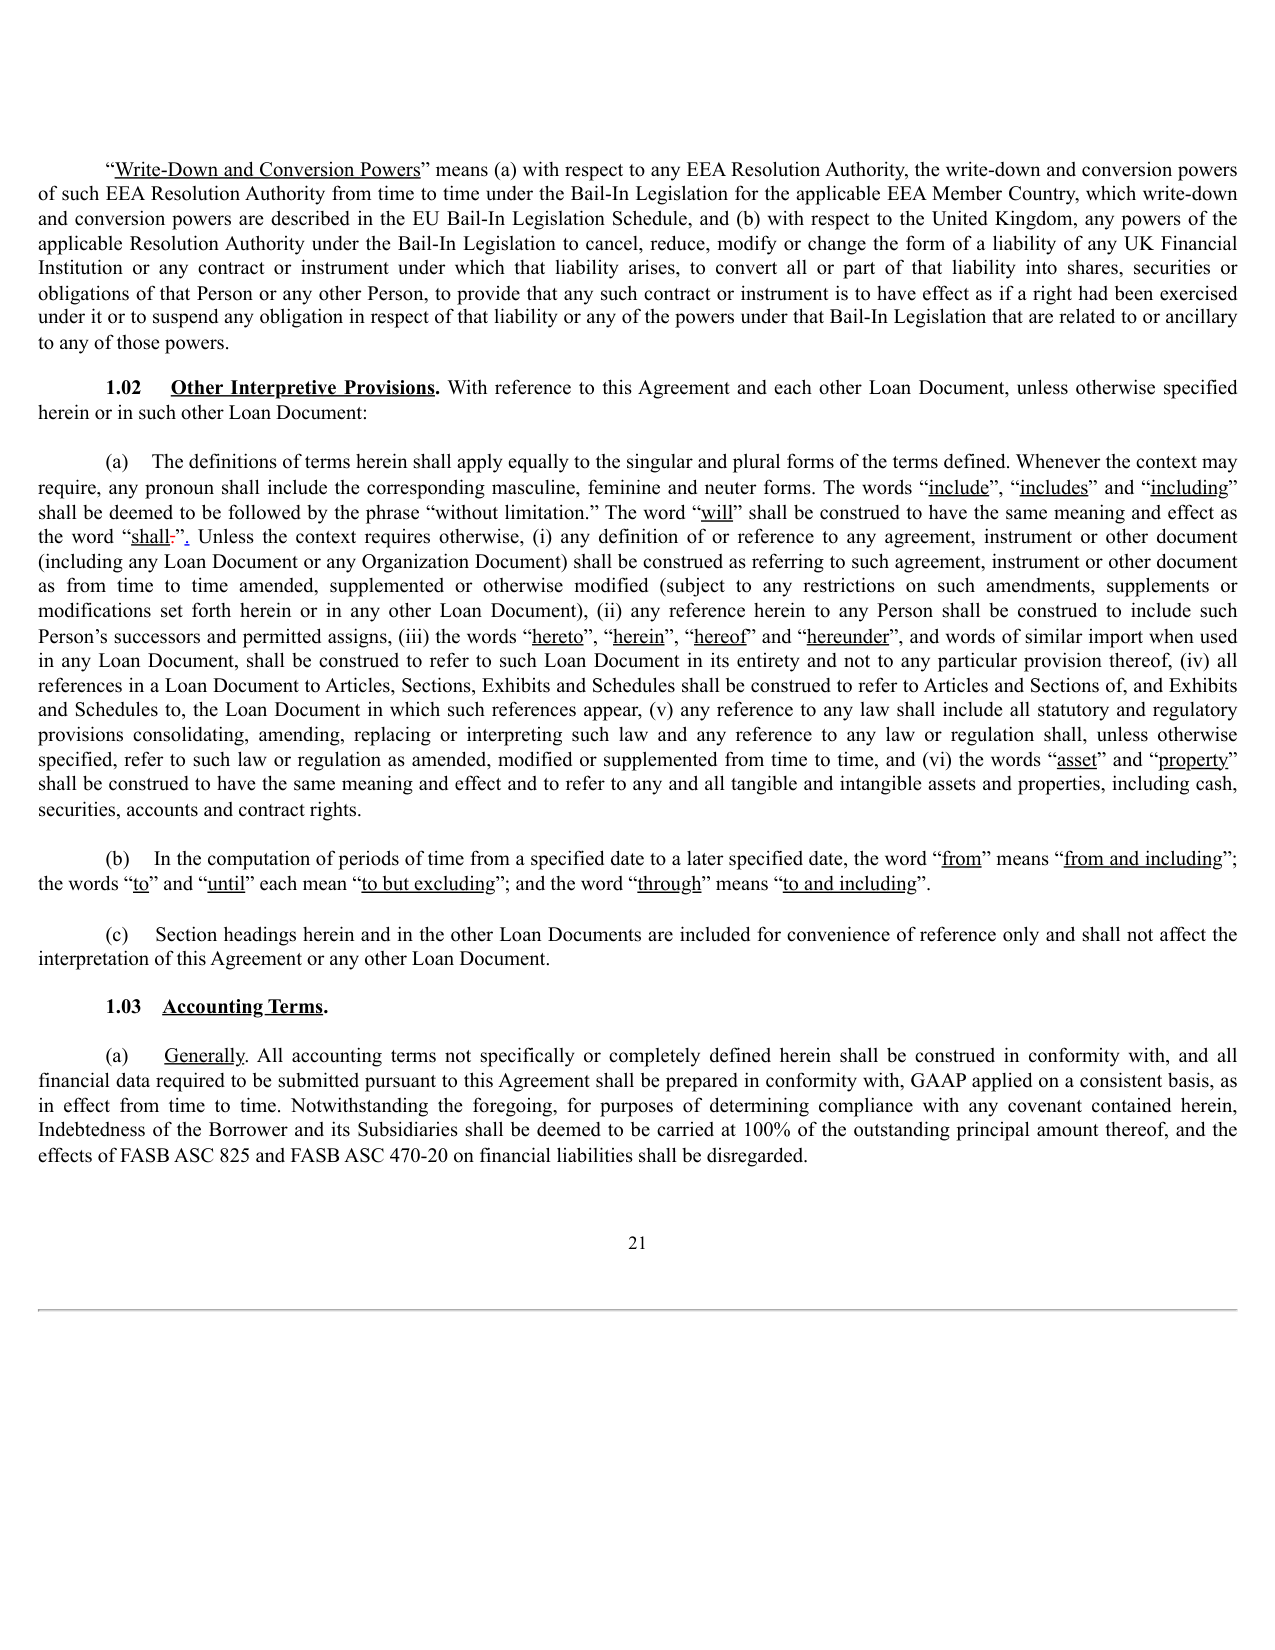 “Write-Down and Conversion Powers” means (a) with respect to any EEA Resolution Authority, the write-down and conversion powers
of such EEA Resolution Authority from time to time under the Bail-In Legislation for the applicable EEA Member Country, which write-down
and conversion powers are described in the EU Bail-In Legislation Schedule, and (b) with respect to the United Kingdom, any powers of the
applicable Resolution Authority under the Bail-In Legislation to cancel, reduce, modify or change the form of a liability of any UK Financial
Institution or any contract or instrument under which that liability arises, to convert all or part of that liability into shares, securities or
obligations of that Person or any other Person, to provide that any such contract or instrument is to have effect as if a right had been exercised
under it or to suspend any obligation in respect of that liability or any of the powers under that Bail-In Legislation that are related to or ancillary
to any of those powers.
1.02 Other Interpretive Provisions. With reference to this Agreement and each other Loan Document, unless otherwise specified
herein or in such other Loan Document:
(a) The definitions of terms herein shall apply equally to the singular and plural forms of the terms defined. Whenever the context may
require, any pronoun shall include the corresponding masculine, feminine and neuter forms. The words “include”, “includes” and “including”
shall be deemed to be followed by the phrase “without limitation.” The word “will” shall be construed to have the same meaning and effect as
the word “shall.”. Unless the context requires otherwise, (i) any definition of or reference to any agreement, instrument or other document
(including any Loan Document or any Organization Document) shall be construed as referring to such agreement, instrument or other document
as from time to time amended, supplemented or otherwise modified (subject to any restrictions on such amendments, supplements or
modifications set forth herein or in any other Loan Document), (ii) any reference herein to any Person shall be construed to include such
Person’s successors and permitted assigns, (iii) the words “hereto”, “herein”, “hereof” and “hereunder”, and words of similar import when used
in any Loan Document, shall be construed to refer to such Loan Document in its entirety and not to any particular provision thereof, (iv) all
references in a Loan Document to Articles, Sections, Exhibits and Schedules shall be construed to refer to Articles and Sections of, and Exhibits
and Schedules to, the Loan Document in which such references appear, (v) any reference to any law shall include all statutory and regulatory
provisions consolidating, amending, replacing or interpreting such law and any reference to any law or regulation shall, unless otherwise
specified, refer to such law or regulation as amended, modified or supplemented from time to time, and (vi) the words “asset” and “property”
shall be construed to have the same meaning and effect and to refer to any and all tangible and intangible assets and properties, including cash,
securities, accounts and contract rights.
(b) In the computation of periods of time from a specified date to a later specified date, the word “from” means “from and including”;
the words “to” and “until” each mean “to but excluding”; and the word “through” means “to and including”.
(c) Section headings herein and in the other Loan Documents are included for convenience of reference only and shall not affect the
interpretation of this Agreement or any other Loan Document.
1.03 Accounting Terms.
(a) Generally. All accounting terms not specifically or completely defined herein shall be construed in conformity with, and all
financial data required to be submitted pursuant to this Agreement shall be prepared in conformity with, GAAP applied on a consistent basis, as
in effect from time to time. Notwithstanding the foregoing, for purposes of determining compliance with any covenant contained herein,
Indebtedness of the Borrower and its Subsidiaries shall be deemed to be carried at 100% of the outstanding principal amount thereof, and the
effects of FASB ASC 825 and FASB ASC 470-20 on financial liabilities shall be disregarded.
21